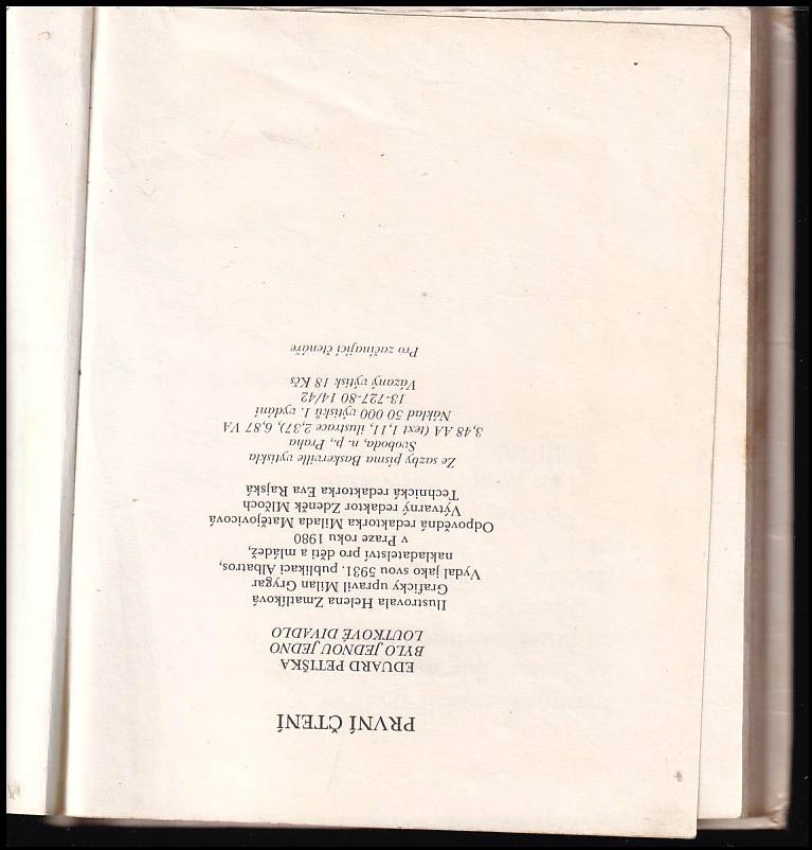 PRVNÍ ČTENÍ
EDUARD PETIŠKA
BYLO JEDNOU JEDNO
LOUTKOVÉ DIVADLO
Ilustrovala Helena Zmatlíková
Graficky upravil Milan Grygar
Vydal jako svou 5931. publikaci Albatros,
nakladatelství pro děti a mládež,
v Praze roku 1980
Odpovědná redaktorka Milada Matějovicová
Výtvarný redaktor Zdeněk Mlčoch
Technická redaktorka Eva Rajská
Ze sazby písma Baskerville vytiskla
Svoboda, n. p., Praha
3,48 AA (text 1,11, ilustrace 2,37), 6,87 VA
Náklad 50 000 výtisků 1. vydání
13-727-80 14/42
Vázaný výtisk 18 Kčs
Pro začínající čtenáře